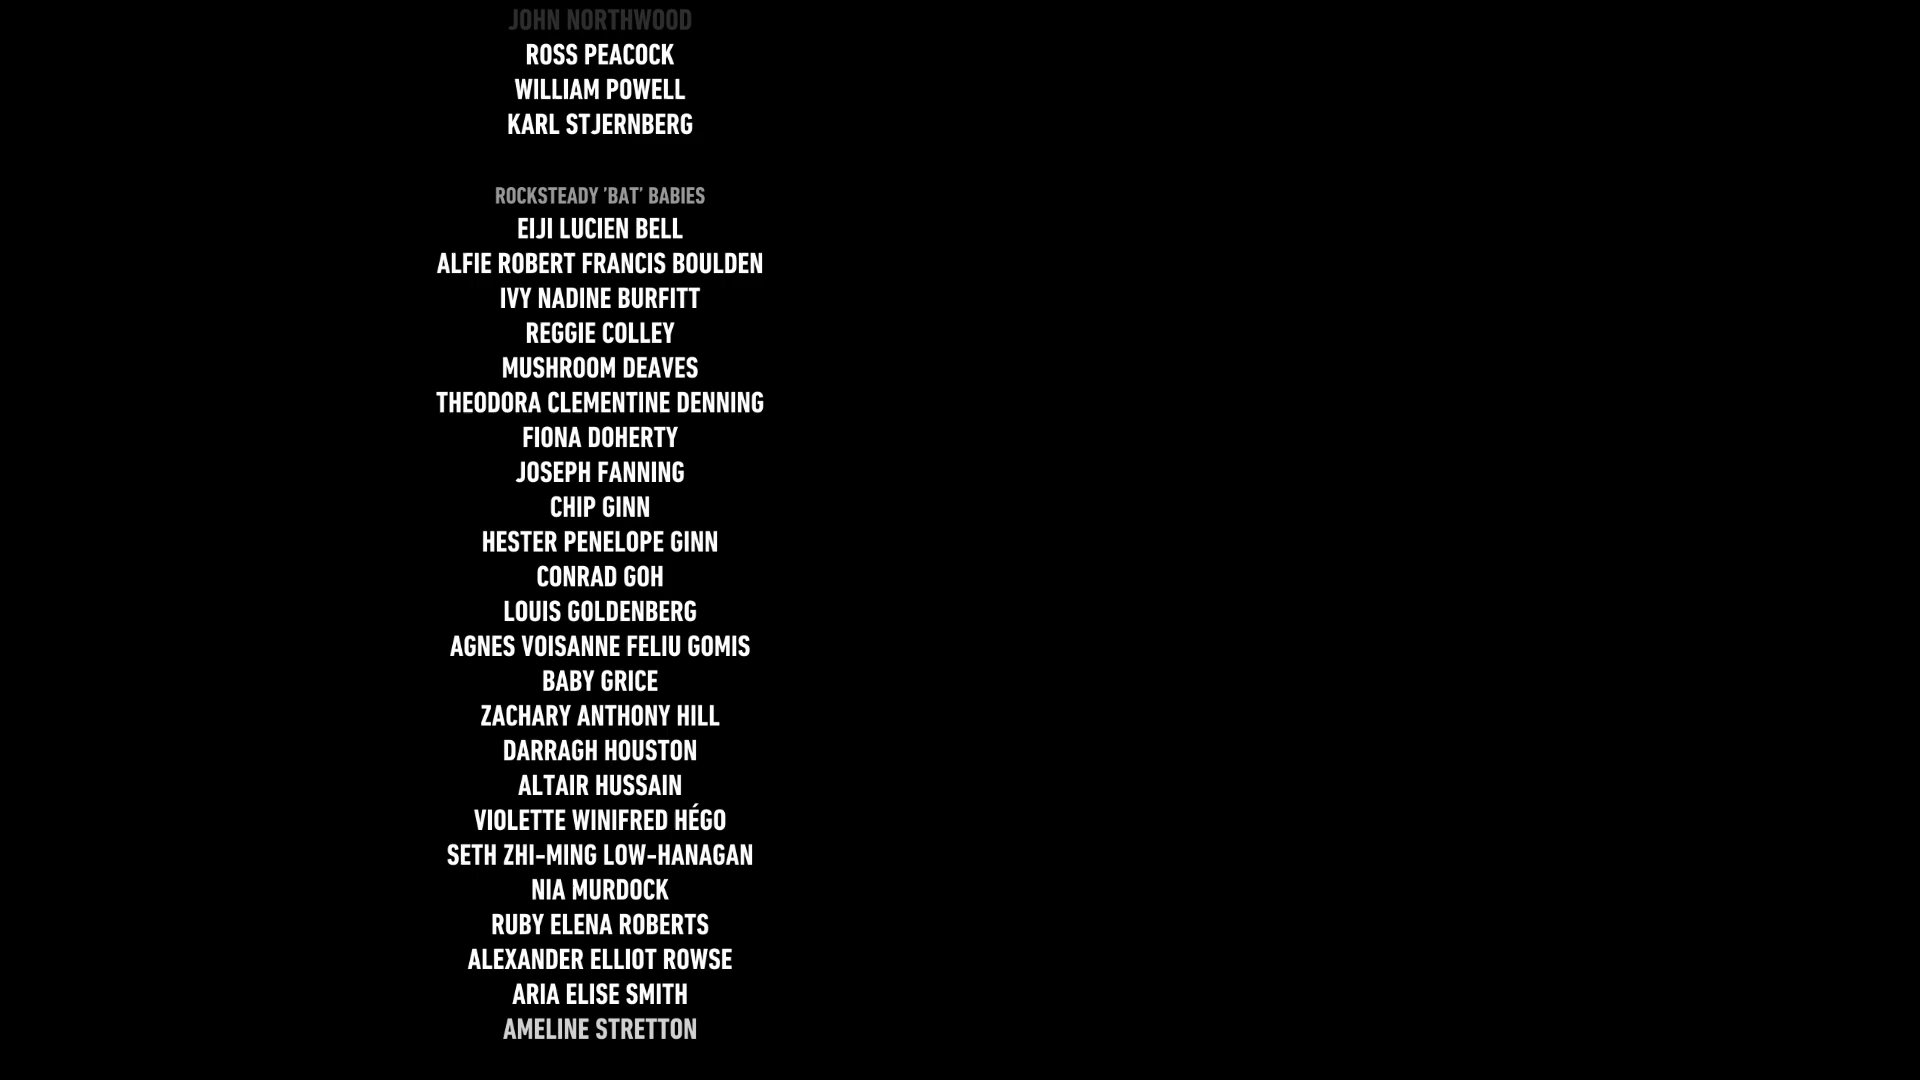 JOHN NORTHWOOD
ROSS PEACOCK
WILLIAM POWELL
KARL STJERNBERG
ROCKSTEADY 'BAT' BABIES
EIJI LUCIEN BELL
ALFIE ROBERT FRANCIS BOULDEN
IVY NADINE BURFITT
REGGIE COLLEY
MUSHROOM DEAVES
THEODORA CLEMENTINE DENNING
FIONA DOHERTY
JOSEPH FANNING
CHIP GINN
HESTER PENELOPE GINN
CONRAD GOH
LOUIS GOLDENBERG
AGNES VOISANNE FELIU GOMIS
BABY GRICE
ZACHARY ANTHONY HILL
DARRAGH HOUSTON
ALTAIR HUSSAIN
VIOLETTE WINIFRED HÉGO
SETH ZHI-MING LOW-HANAGAN
NIA MURDOCK
RUBY ELENA ROBERTS
ALEXANDER ELLIOT ROWSE
ARIA ELISE SMITH
AMELINE STRETTON